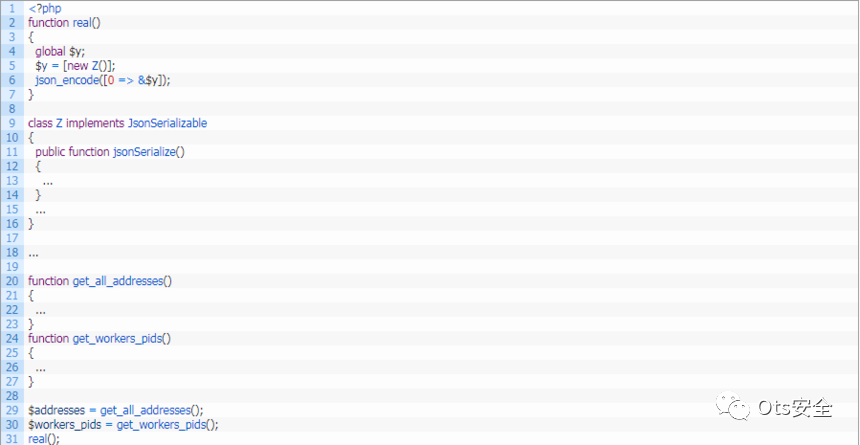 1 <?php
2 function real()
3 {
4 global $y;
5 $y = [new Z()];
6 json_encode([0 => &$y]);
7 }
8
9 class Z implements JsonSerializable
10 {
11 public function jsonSerialize()
12 {
13 ...
14 }
15 ...
16 }
17
18 ...
19
20 function get_all_addresses()
21 {
22 ...
23 }
24 function get_workers_pids()
25 {
26 ...
27 }
28
29 $addresses = get_all_addresses();
30 $workers_pids = get_workers_pids();
31 real();
Ots安全